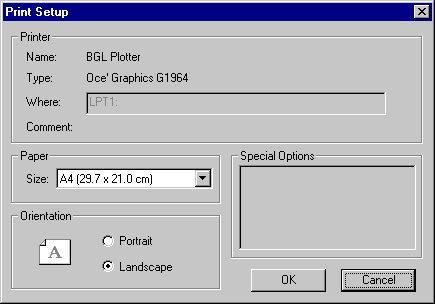 Print Setup
Printer
Name: BGL Plotter
Type: Oce' Graphics G1964
Where: LPT1:
Comment:
Paper
Size: A4 (29.7 x 21.0 cm)
Special Options
Orientation
A
Portrait
Landscape
OK
Cancel